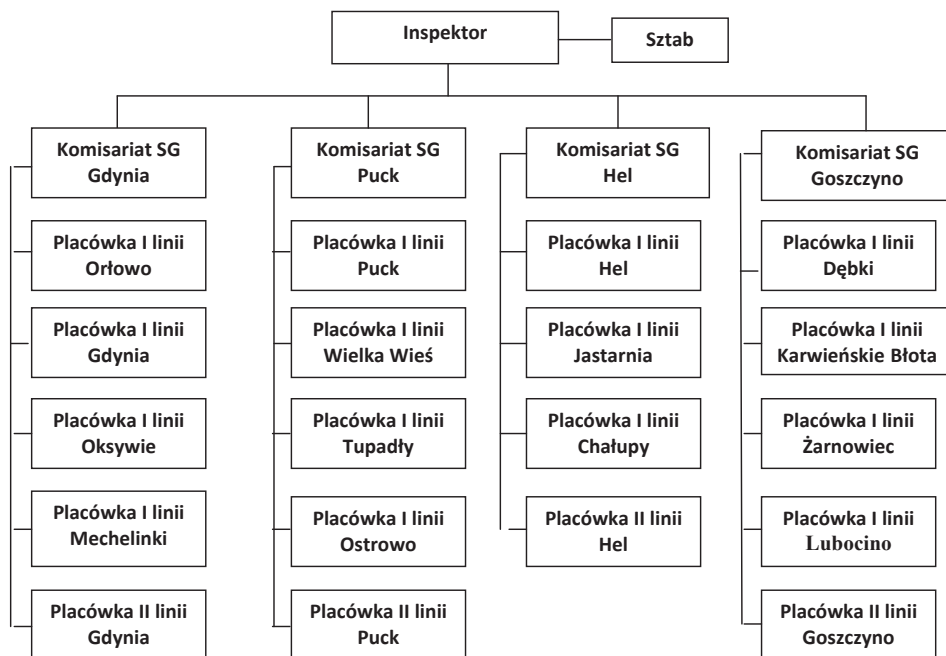 Inspektor
Sztab
Komisariat SG
Gdynia
Placówka I linii
Orłowo
Placówka I linii
Gdynia
Placówka I linii
Oksywie
Placówka I linii
Mechelinki
Placówka II linii
Gdynia
Komisariat SG
Puck
Placówka I linii
Puck
Placówka I linii
Wielka Wieś
Placówka I linii
Tupadły
Placówka I linii
Ostrowo
Placówka II linii
Puck
Komisariat SG
Hel
Placówka I linii
Hel
Placówka I linii
Jastarnia
Placówka I linii
Chałupy
Placówka II linii
Hel
Komisariat SG
Goszczyno
Placówka I linii
Dębki
Placówka I linii
Karwieńskie Błota
Placówka I linii
Żarnowiec
Placówka I linii
Lubocino
Placówka II linii
Goszczyno